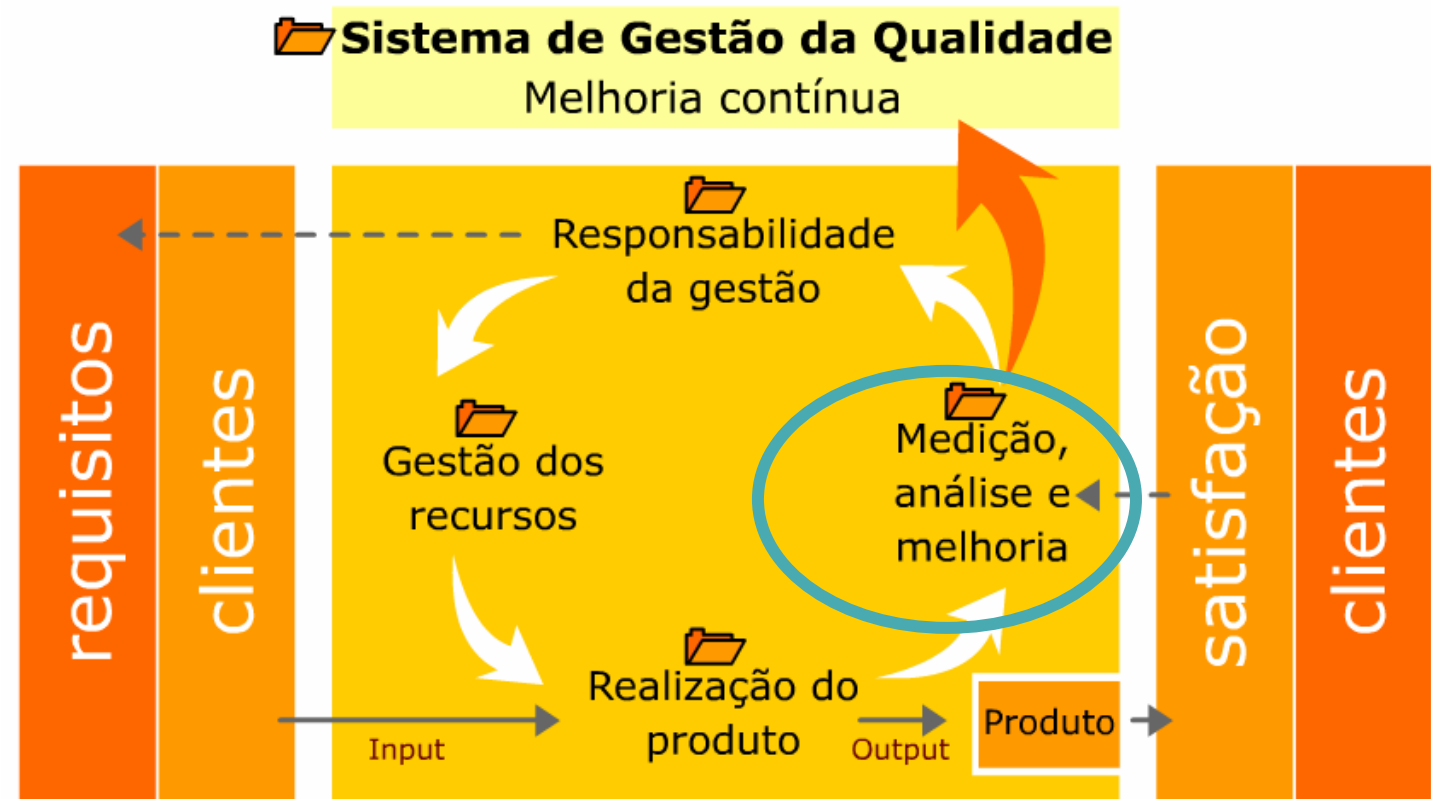 Sistema de Gestão da Qualidade
Melhoria contínua
requisitos
clientes
Responsabilidade
da gestão
Gestão dos
recursos
Medição,
análise e
melhoria
Realização do
produto
Input
Output
Produto
satisfação
clientes